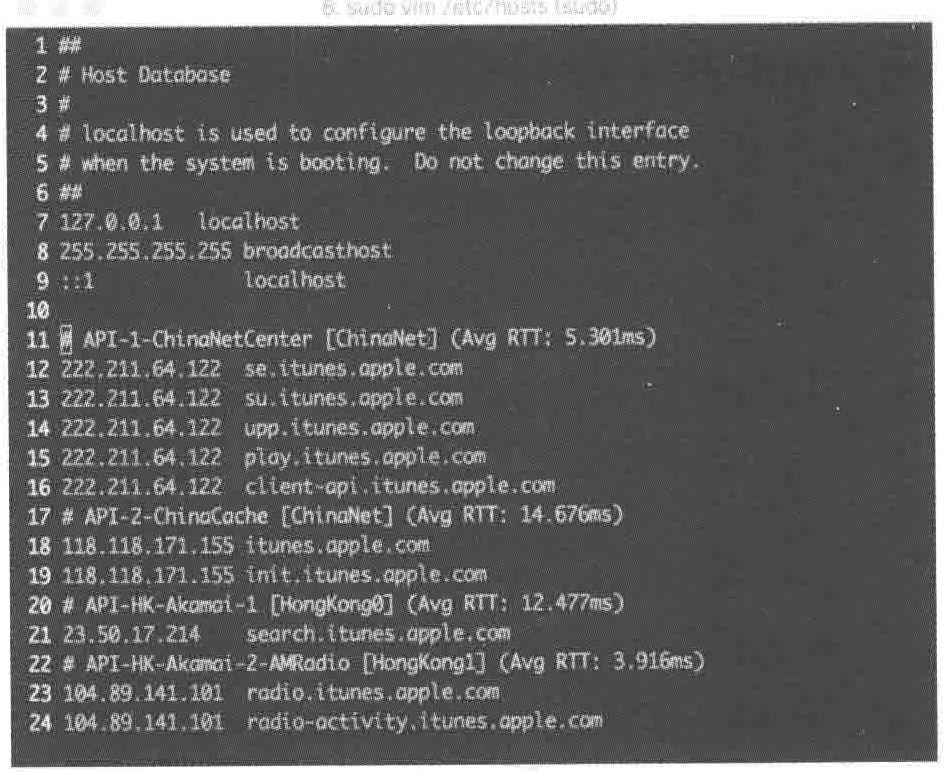 6. sudo vim /etc/hosts (sudo)
1 ##
2 # Host Database
3 #
4 # localhost is used to configure the loopback interface
5 # when the system is booting.  Do not change this entry.
6 ##
7 127.0.0.1   localhost
8 255.255.255.255 broadcasthost
9 ::1             localhost
10
11 # API-1-ChinaNetCenter [ChinaNet] (Avg RTT: 5.301ms)
12 222.211.64.122  se.itunes.apple.com
13 222.211.64.122  su.itunes.apple.com
14 222.211.64.122  upp.itunes.apple.com
15 222.211.64.122  play.itunes.apple.com
16 222.211.64.122  client-api.itunes.apple.com
17 # API-2-ChinaCache [ChinaNet] (Avg RTT: 14.676ms)
18 118.118.171.155 itunes.apple.com
19 118.118.171.155 init.itunes.apple.com
20 # API-HK-Akamai-1 [HongKong0] (Avg RTT: 12.477ms)
21 23.50.17.214    search.itunes.apple.com
22 # API-HK-Akamai-2-AMRadio [HongKong1] (Avg RTT: 3.916ms)
23 104.89.141.101  radio.itunes.apple.com
24 104.89.141.101  radio-activity.itunes.apple.com